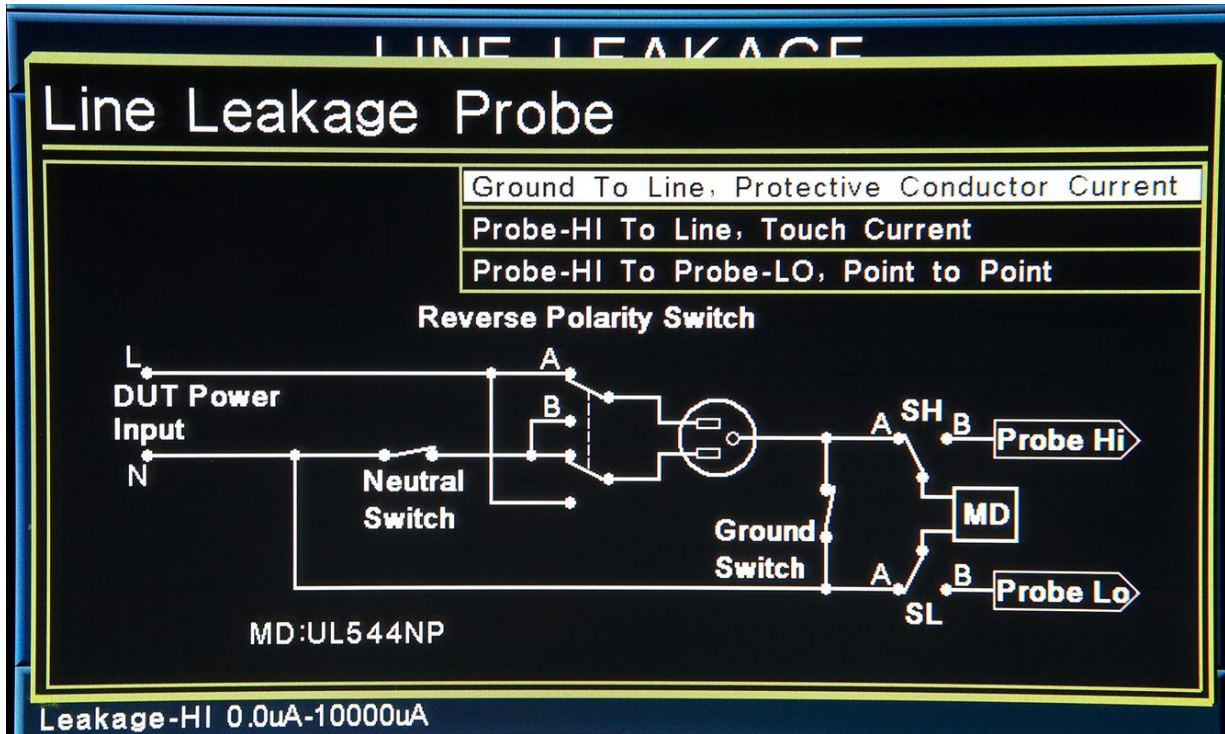 LINE LEAKAGE
Line Leakage Probe
Ground To Line, Protective Conductor Current
Probe-HI To Line, Touch Current
Probe-HI To Probe-LO, Point to Point
Reverse Polarity Switch
L
DUT Power
Input
N
Neutral
Switch
A
B
Ground
Switch
A SH B Probe Hi
MD
A SL B Probe Lo
MD:UL544NP
Leakage-HI 0.0uA-10000uA